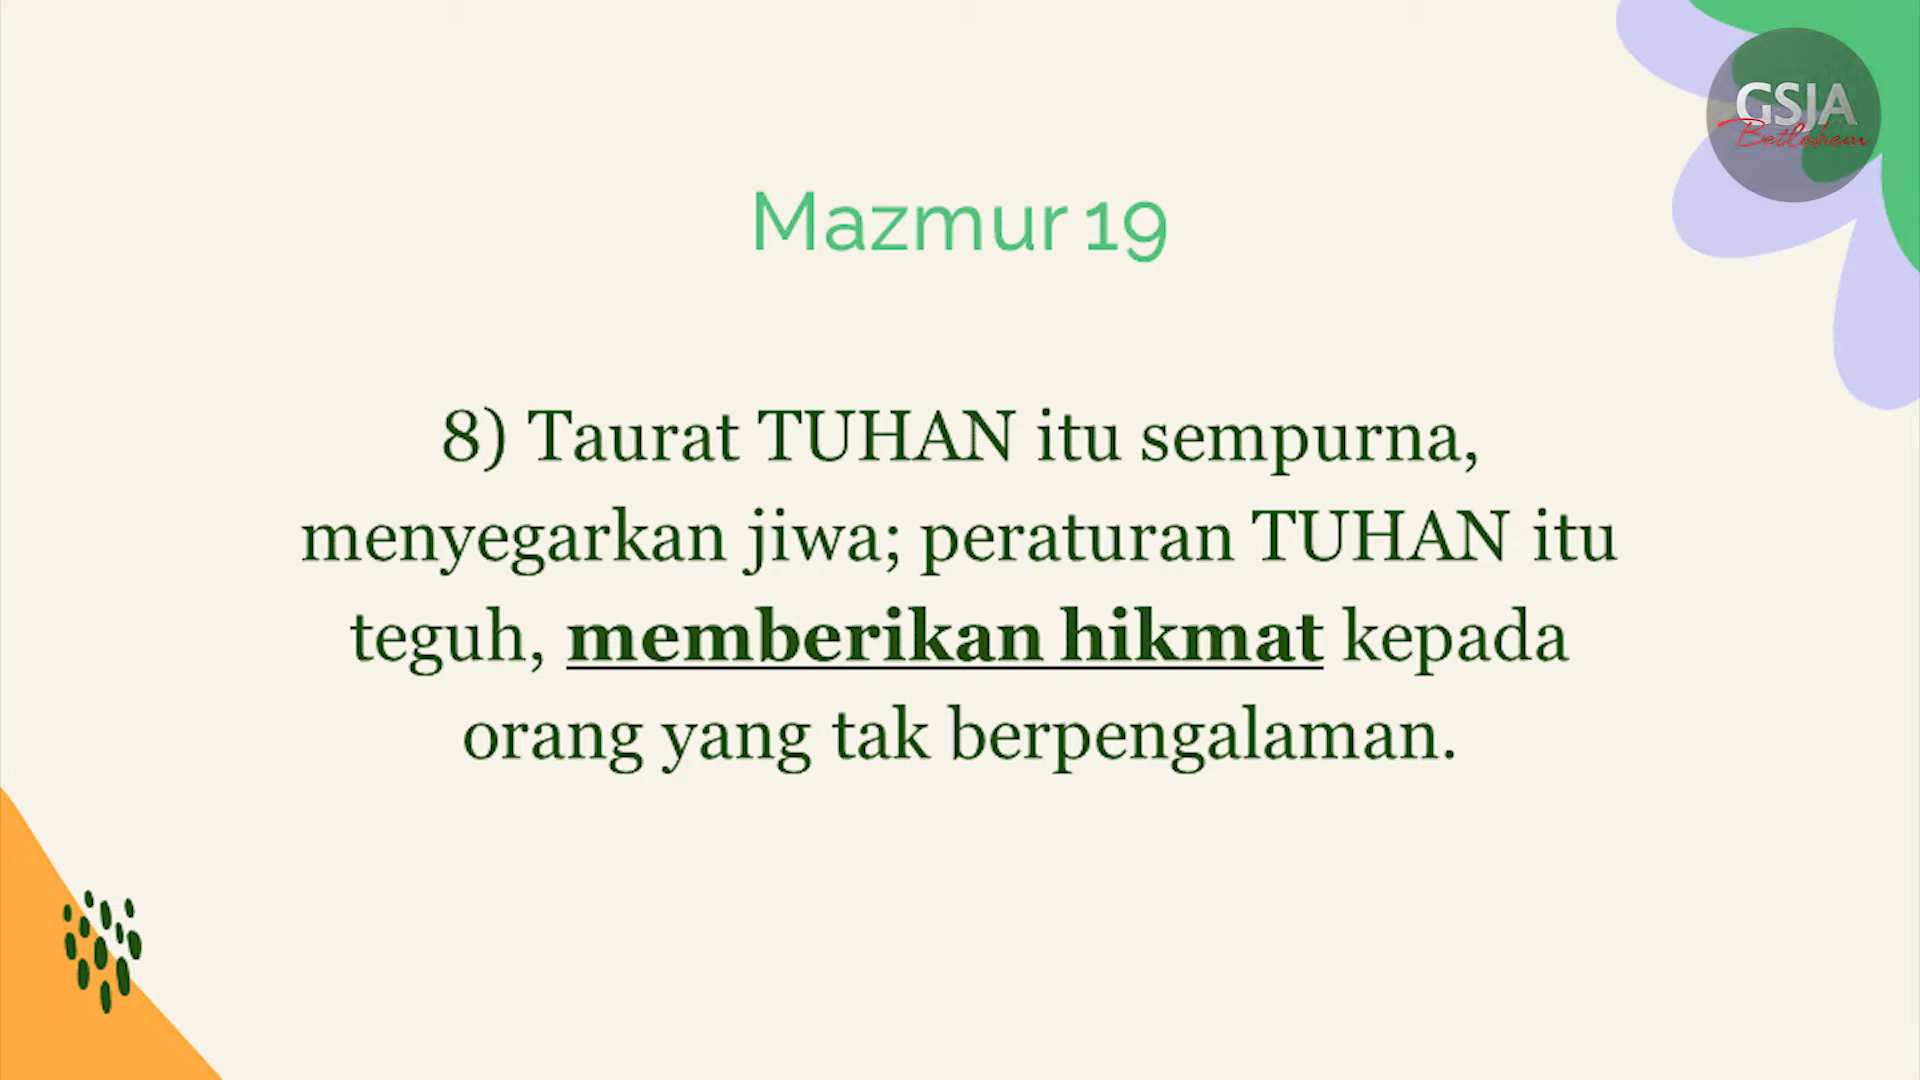 GSJA
Betlehem
Mazmur 19
8) Taurat TUHAN itu sempurna,
menyegarkan jiwa; peraturan TUHAN itu
teguh, memberikan hikmat kepada
orang yang tak berpengalaman.